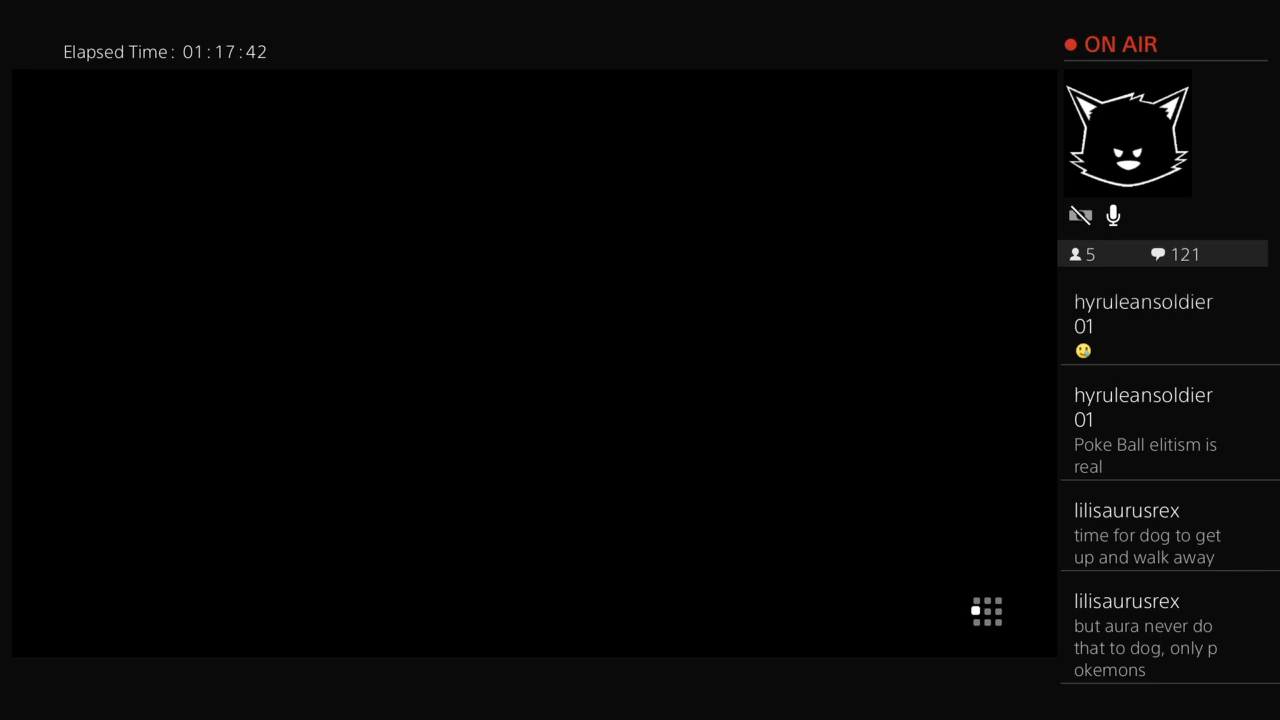 Elapsed Time: 01:17:42
ON AIR
5 121
hyruleansoldier
01
hyruleansoldier
01
Poke Ball elitism is
real
lilisaurusrex
time for dog to get
up and walk away
lilisaurusrex
but aura never do
that to dog, only p
okemons